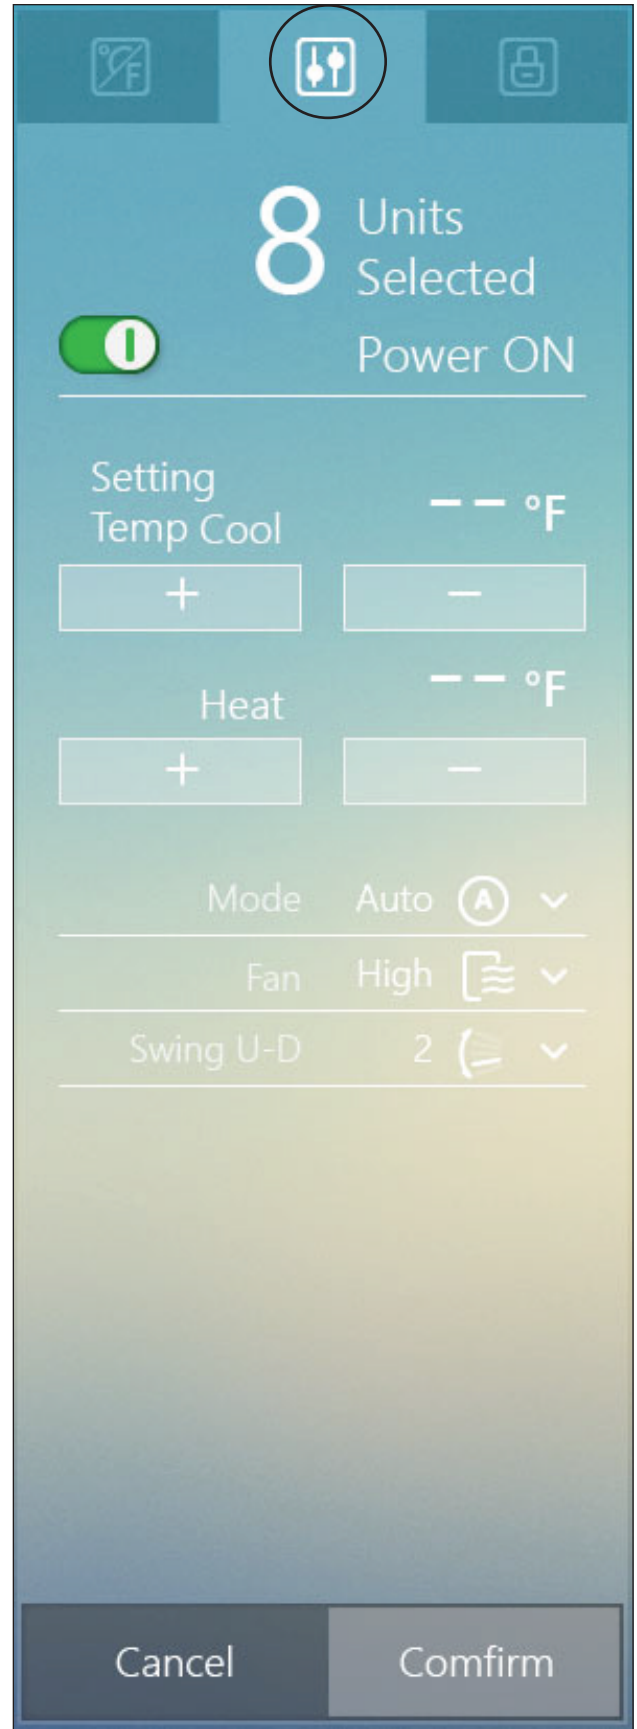 °C/F
8 Units
Selected
Power ON
Setting
Temp Cool
-- °F
+ −
Heat
-- °F
+ −
Mode Auto A
Fan High
Swing U-D 2
Cancel Comfirm